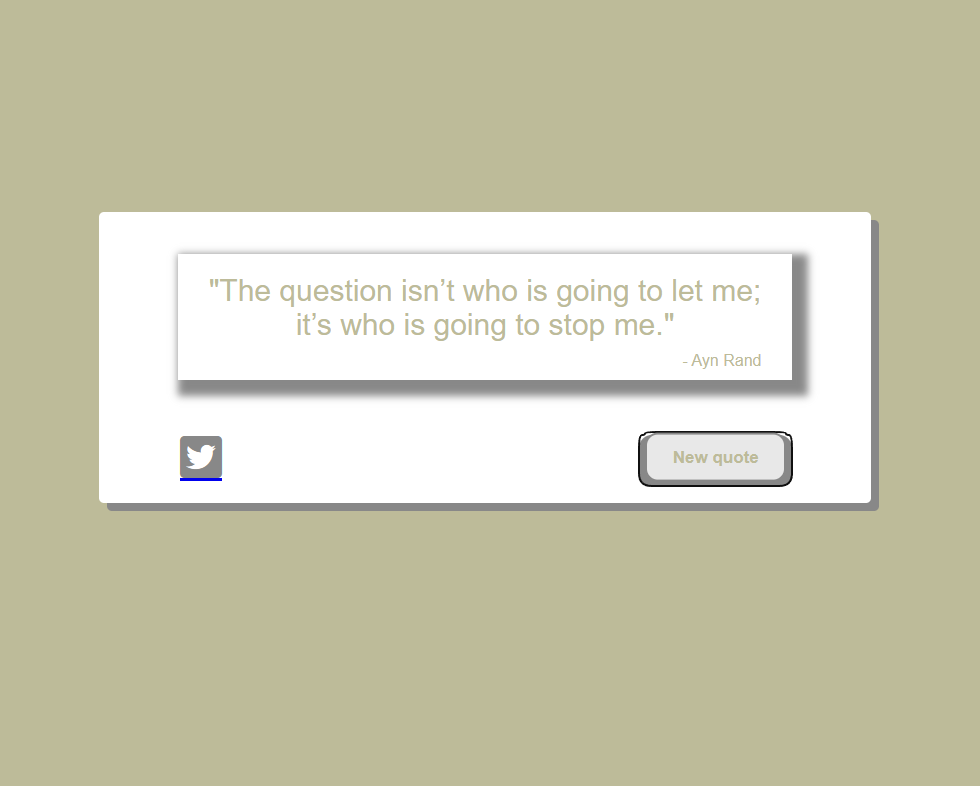 "The question isn’t who is going to let me;
it’s who is going to stop me."
- Ayn Rand
New quote